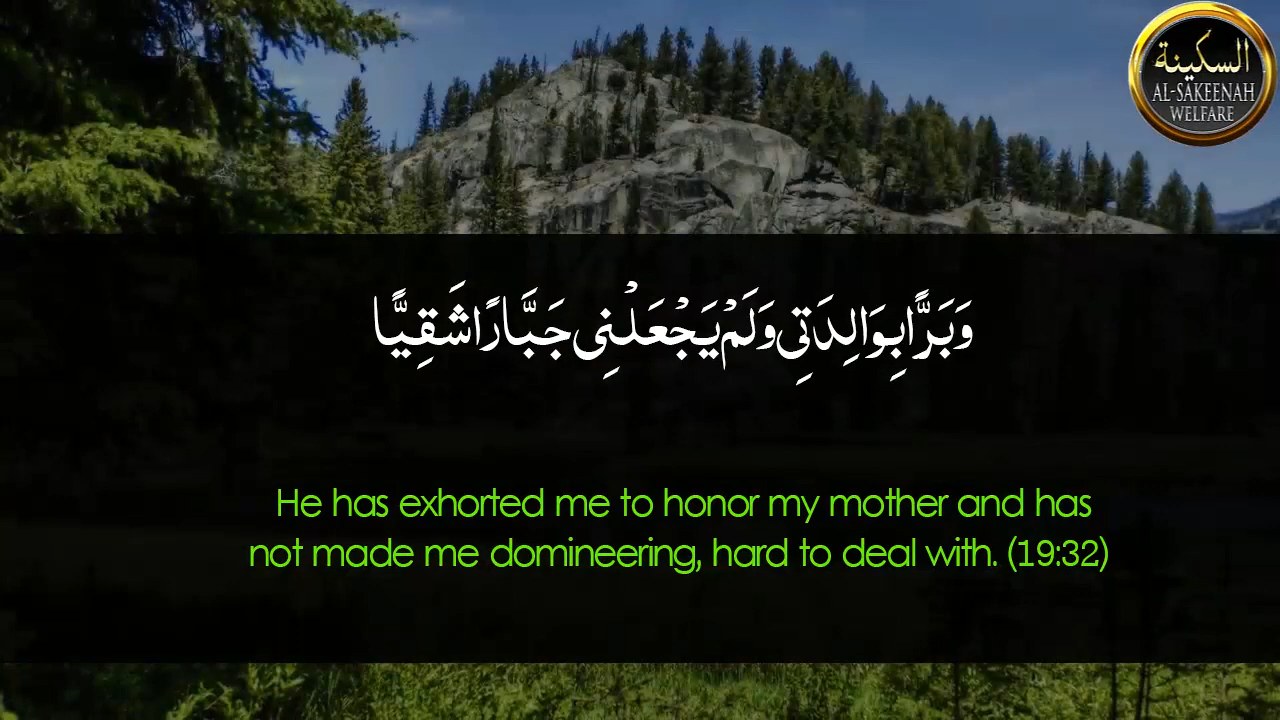 السكينة
AL-SAKEENAH
WELFARE
وَبَرًّا بِوَالِدَتِي وَلَمْ يَجْعَلْنِي جَبَّارًا شَقِيًّا
He has exhorted me to honor my mother and has
not made me domineering, hard to deal with. (19:32)